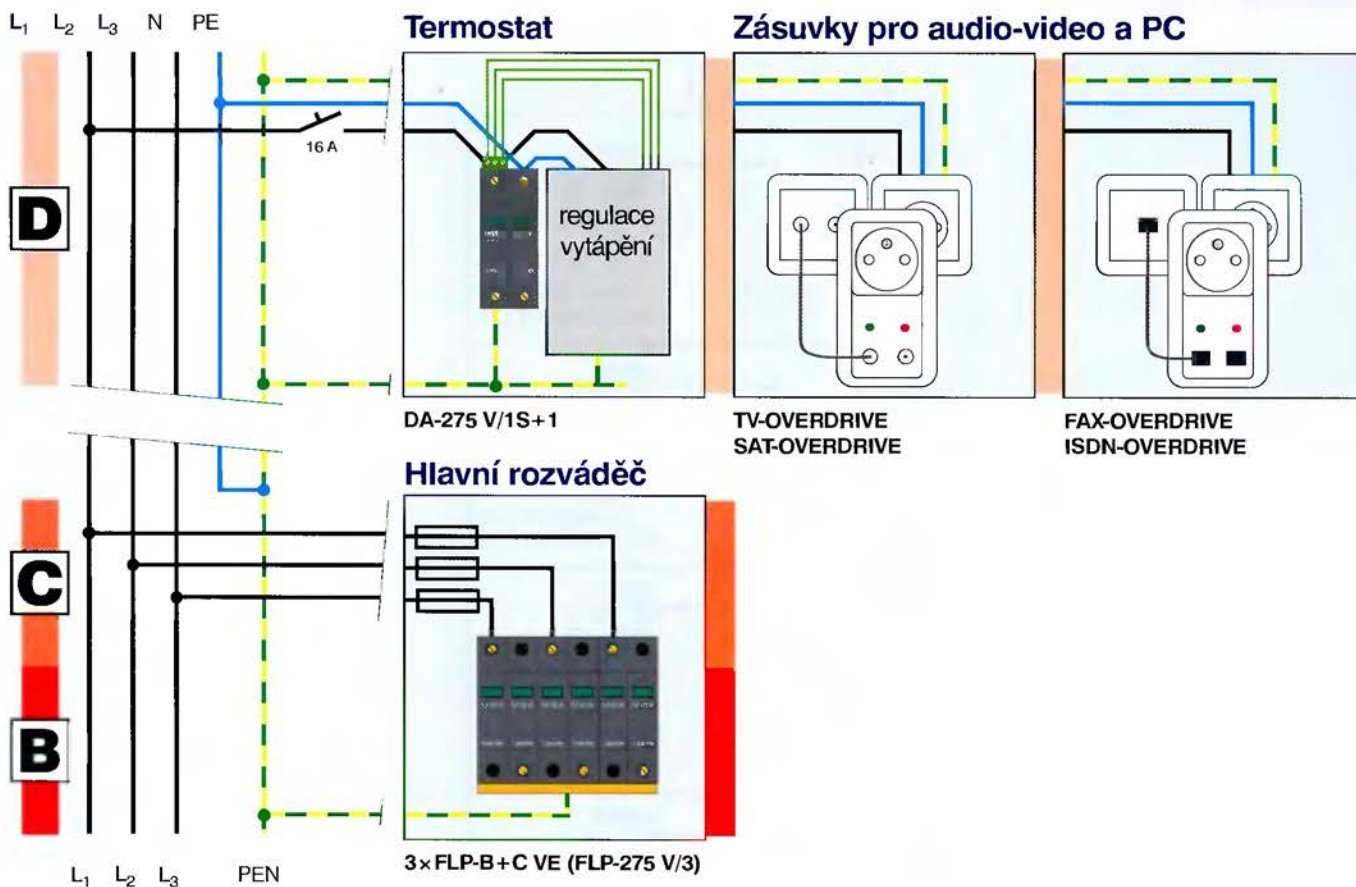 L₁ L₂ L₃ N PE
Termostat
Zásuvky pro audio-video a PC
16 A
D
regulace
vytápění
DA-275 V/1S+1
TV-OVERDRIVE
SAT-OVERDRIVE
FAX-OVERDRIVE
ISDN-OVERDRIVE
Hlavní rozváděč
C
B
3×FLP-B+C VE (FLP-275 V/3)
L₁ L₂ L₃ PEN